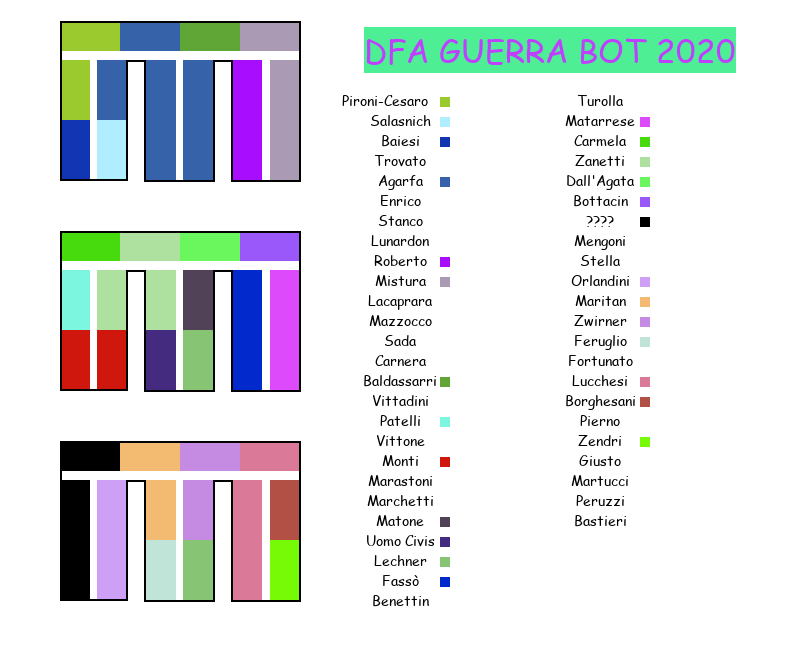 DFA GUERRA BOT 2020
Pironi-Cesaro
Salasnich
Baiesi
Trovato
Agarfa
Enrico
Stanco
Lunardon
Roberto
Mistura
Lacaprara
Mazzocco
Sada
Carnera
Baldassarri
Vittadini
Patelli
Vittone
Monti
Marastoni
Marchetti
Matone
Uomo Civis
Lechner
Fassò
Benettin
Turolla
Matarrese
Carmela
Zanetti
Dall'Agata
Bottacin
????
Mengoni
Stella
Orlandini
Maritan
Zwirner
Feruglio
Fortunato
Lucchesi
Borghesani
Pierno
Zendri
Giusto
Martucci
Peruzzi
Bastieri